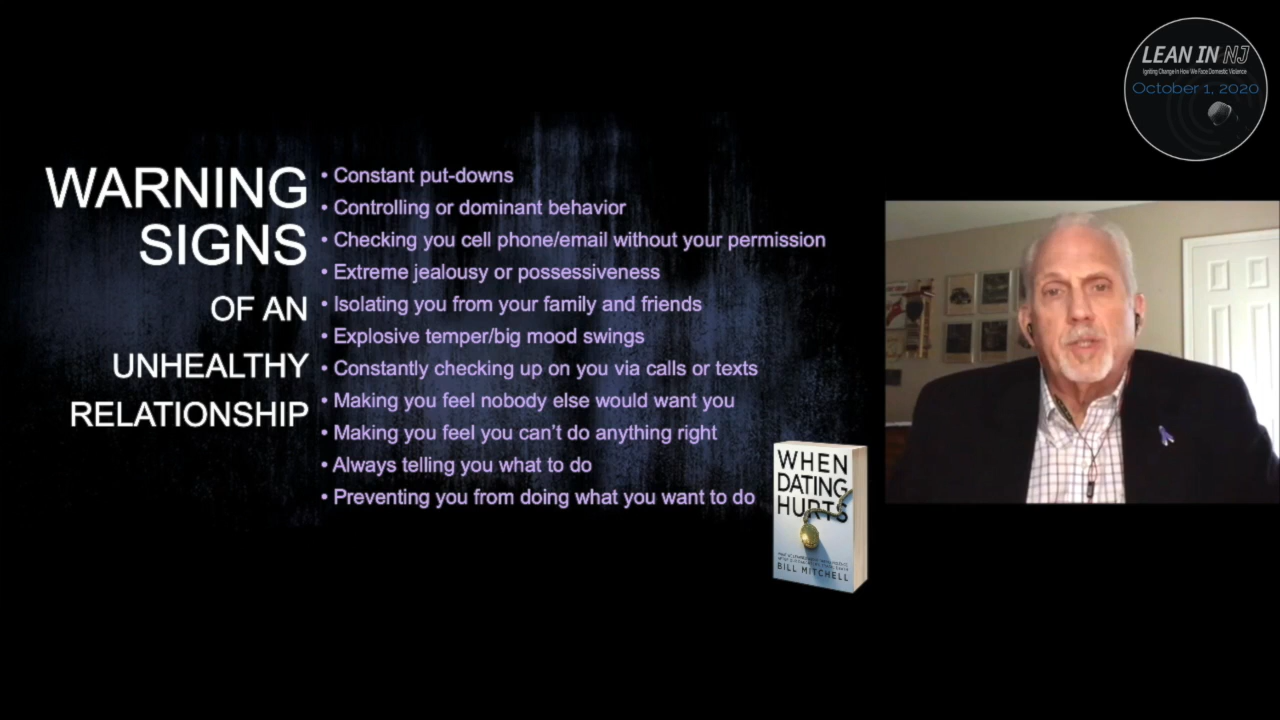 LEAN IN NJ
Igniting Change In How We Face Domestic Violence
October 1, 2020
WARNING
SIGNS
OF AN
UNHEALTHY
RELATIONSHIP
• Constant put-downs
• Controlling or dominant behavior
• Checking you cell phone/email without your permission
• Extreme jealousy or possessiveness
• Isolating you from your family and friends
• Explosive temper/big mood swings
• Constantly checking up on you via calls or texts
• Making you feel nobody else would want you
• Making you feel you can't do anything right
• Always telling you what to do
• Preventing you from doing what you want to do
WHEN
DATING
HURTS
BILL MITCHELL